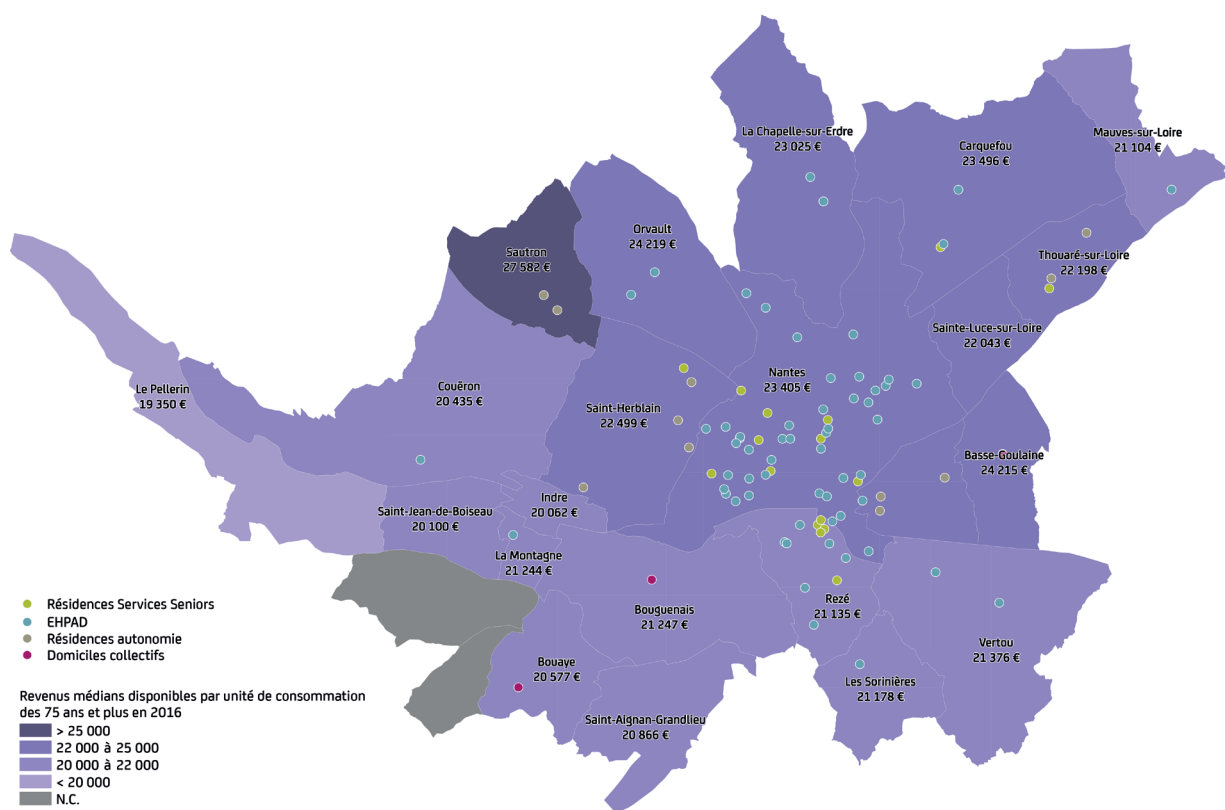 La Chapelle-sur-Erdre
23 025 €
Carquefou
23 496 €
Mauves-sur-Loire
21 104 €
Orvault
24 219 €
Sautron
27 582 €
Thouaré-sur-Loire
22 198 €
Sainte-Luce-sur-Loire
22 043 €
Nantes
23 405 €
Le Pellerin
19 350 €
Couëron
20 435 €
Saint-Herblain
22 499 €
Basse-Goulaine
24 215 €
Indre
20 062 €
Saint-Jean-de-Boiseau
20 100 €
La Montagne
21 244 €
Bouguenais
21 247 €
Rezé
21 135 €
Vertou
21 376 €
Bouaye
20 577 €
Les Sorinières
21 178 €
Saint-Aignan-Grandlieu
20 866 €
Résidences Services Seniors
EHPAD
Résidences autonomie
Domiciles collectifs
Revenus médians disponibles par unité de consommation
des 75 ans et plus en 2016
> 25 000
22 000 à 25 000
20 000 à 22 000
< 20 000
N.C.